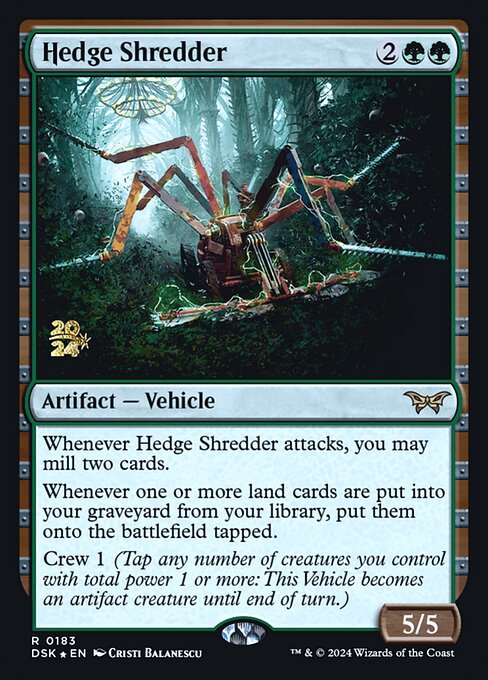 Hedge Shredder 2
20
24
Artifact — Vehicle
Whenever Hedge Shredder attacks, you may
mill two cards.
Whenever one or more land cards are put into
your graveyard from your library, put them
onto the battlefield tapped.
Crew 1 (Tap any number of creatures you control
with total power 1 or more: This Vehicle becomes
an artifact creature until end of turn.)
5/5
R 0183
DSK ★ EN Cristi Balanescu
™ & © 2024 Wizards of the Coast